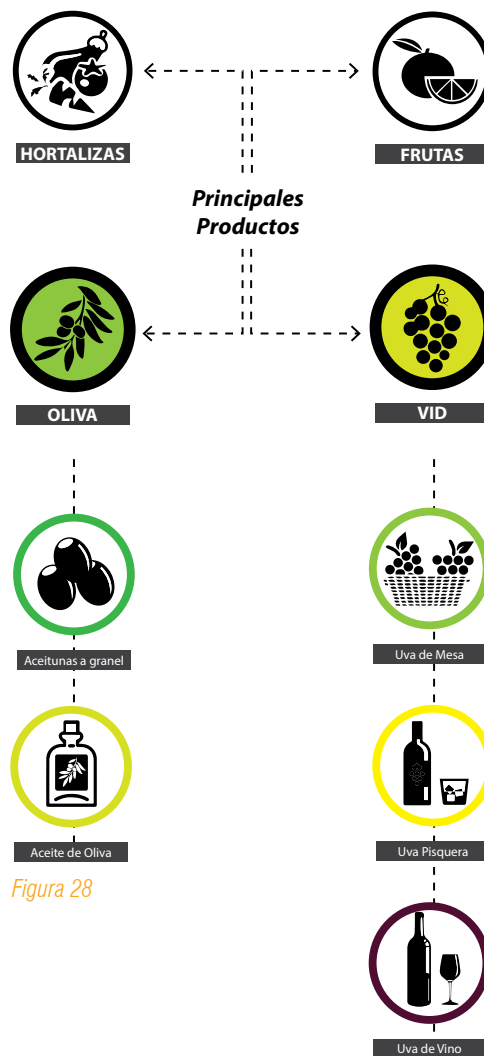 HORTALIZAS
FRUTAS
Principales
Productos
OLIVA
VID
Aceitunas a granel
Uva de Mesa
Aceite de Oliva
Uva Pisquera
Figura 28
Uva de Vino